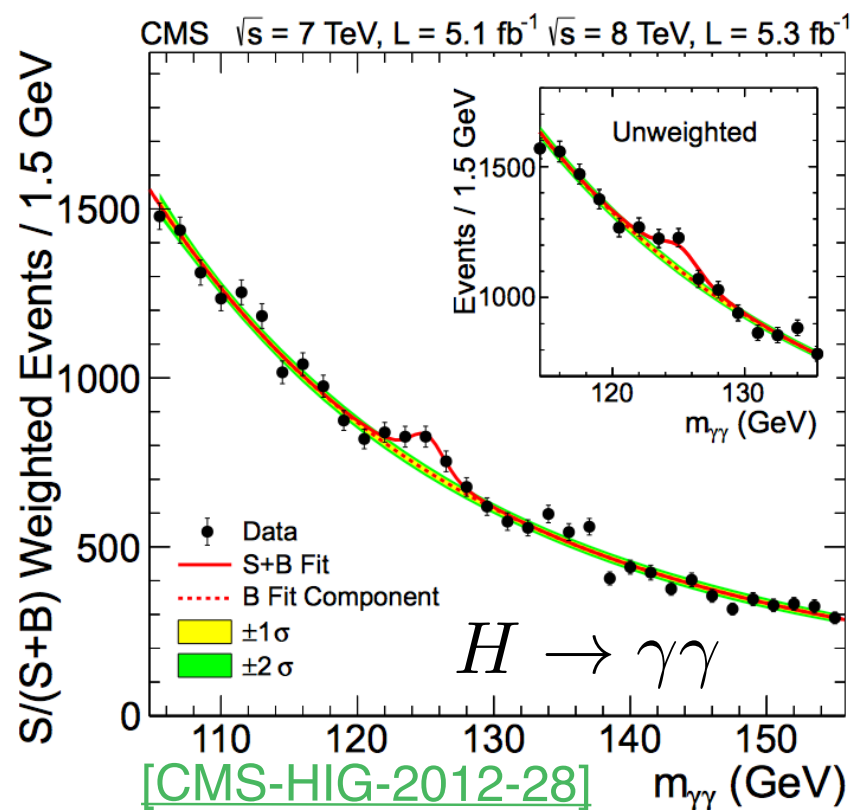 CMS √s = 7 TeV, L = 5.1 fb⁻¹ √s = 8 TeV, L = 5.3 fb⁻¹
S/(S+B) Weighted Events / 1.5 GeV
1500
1000
500
0
Events / 1.5 GeV
Unweighted
1500
1000
120 130
mγγ (GeV)
Data
S+B Fit
B Fit Component
±1 σ
±2 σ
H → γγ
110 120 130 140 150
[CMS-HIG-2012-28]
mγγ (GeV)